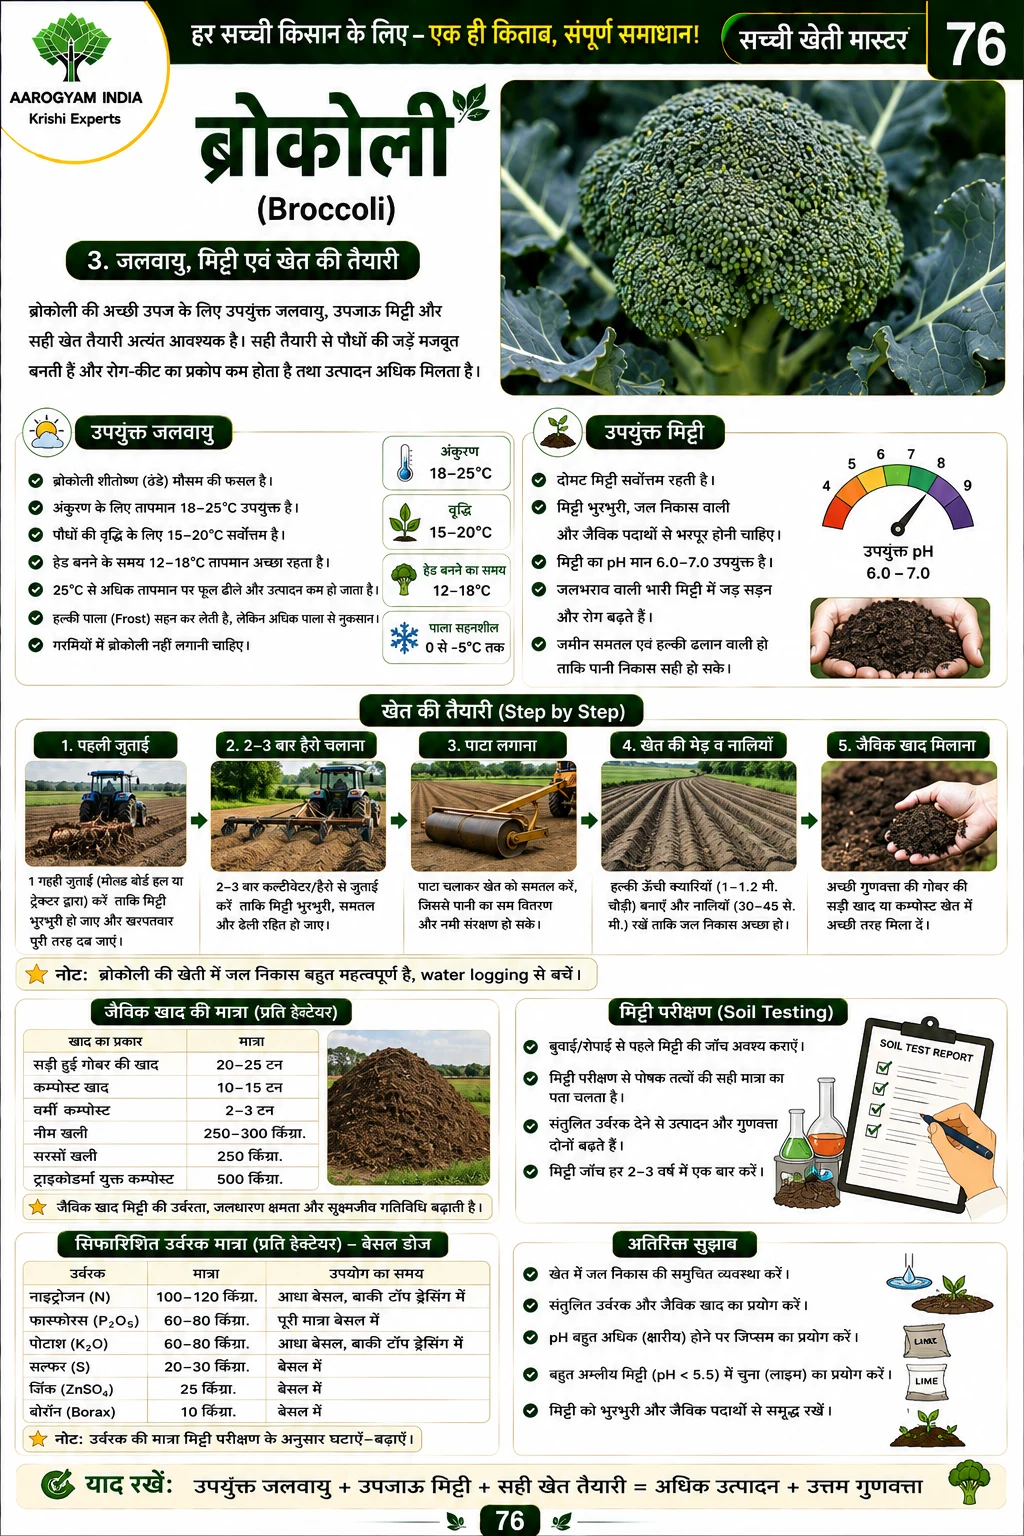 AAROGYAM INDIA
Krishi Experts
हर सच्ची किसान के लिए – एक ही किताब, संपूर्ण समाधान!
सच्ची खेती मास्टर
76
ब्रोकोली
(Broccoli)
3. जलवायु, मिट्टी एवं खेत की तैयारी
ब्रोकोली की अच्छी उपज के लिए उपयुंक्त जलवायु, उपजाऊ मिट्टी और
सही खेत तैयारी अत्यंत आवश्यक है। सही तैयारी से पौधों की जड़ें मजवूत
बनती हैं और रोग-कीट का प्रकोप कम होता है तथा उत्पादन अधिक मिलता है।
उपयुंक्त जलवायु
ब्रोकोली शीतोष्ण (ठंडे) मौसम की फसल है।
अंकुरण के लिए तापमान 18–25°C उपयुक्त है।
पौधों की वृद्धि के लिए 15–20°C सर्वोत्तम है।
हेड बनने के समय 12–18°C तापमान अच्छा रहता है।
25°C से अधिक तापमान पर फूल ढीले और उत्पादन कम हो जाता है।
हल्की पाला (Frost) सहन कर लेती है, लेकिन अधिक पाला से नुकसान।
गरमियों में ब्रोकोली नहीं लगानी चाहिए।
अंकुरण
18–25°C
वृद्धि
15–20°C
हेड बनने का समय
12–18°C
पाला सहनशील
0 से -5°C तक
उपयुंक्त मिट्टी
दोमट मिट्टी सर्वोत्तम रहती है।
मिट्टी भुरभुरी, जल निकास वाली
और जैविक पदार्थों से भरपूर होनी चाहिए।
मिट्टी का pH मान 6.0–7.0 उपयुक्त है।
जलभराव वाली भारी मिट्टी में जड़ सड़न
और रोग बढ़ते हैं।
जमीन समतल एवं हल्की ढलान वाली हो
ताकि पानी निकास सही हो सके।
4 5 6 7 8 9
उपयुंक्त pH
6.0 – 7.0
खेत की तैयारी (Step by Step)
1. पहली जुताई
1 गहही जुताई (मोल्ड बोर्ड हल या
ट्रेक्टर द्वारा) करें ताकि मिट्टी
भुरभुरी हो जाए और खरपतवार
पुरी तरह दब जाएं।
2. 2–3 बार हैरो चलाना
2–3 बार कल्टीवेटर/हैरो से जुताई
करें ताकि मिट्टी भुरभुरी, समतल
और ढेली रहित हो जाए।
3. पाटा लगाना
पाटा चलाकर खेत को समतल करें,
जिससे पानी का सम वितरण
और नमी संरक्षण हो सके।
4. खेत की मेड़ व नालियों
हल्की ऊँची क्यारियों (1–1.2 मी.
चोड़ी) बनाएँ और नालियों (30–45 से.
मी.) रखें ताकि जल निकास अच्छा हो।
5. जैविक खाद मिलाना
अच्छी गुणवत्ता की गोबर की
सड़ी खाद या कम्पोस्ट खेत में
अच्छी तरह मिला दें।
नोट: ब्रोकोली की खेती में जल निकास बहुत महत्वपूर्ण है, water logging से बचें।
जैविक खाद की मात्रा (प्रति हेक्टेयर)
खाद का प्रकार मात्रा
सड़ी हुई गोबर की खाद 20–25 टन
कम्पोस्ट खाद 10–15 टन
वर्मी कम्पोस्ट 2–3 टन
नीम खली 250–300 किंग्रा.
सरसों खली 250 किंग्रा.
ट्राइकोडर्मा युक्त कम्पोस्ट 500 किंग्रा.
जैविक खाद मिट्टी की उर्वरता, जलधारण क्षमता और सूक्ष्मजीव गतिविधि बढ़ाती है।
मिट्टी परीक्षण (Soil Testing)
बुवाई/रोपाई से पहले मिट्टी की जाँच अवश्य कराएँ।
मिट्टी परीक्षण से पोषक तत्वों की सही मात्रा का
पता चलता है।
संतुलित उर्वरक देने से उत्पादन और गुणवत्ता
दोनों बढ़ते हैं।
मिट्टी जाँच हर 2–3 वर्ष में एक बार करें।
SOIL TEST REPORT
सिफारिशित उर्वरक मात्रा (प्रति हेक्टेयर) – बेसल डोज
उर्वरक मात्रा उपयोग का समय
नाइट्रोजन (N) 100–120 किंग्रा. आधा बेसल, बाकी टॉप ड्रेसिंग में
फास्फोरस (P₂O₅) 60–80 किंग्रा. पूरी मात्रा बेसल में
पोटाश (K₂O) 60–80 किंग्रा. आधा बेसल, बाकी टॉप ड्रेसिंग में
सल्फर (S) 20–30 किंग्रा. बेसल में
जिंक (ZnSO₄) 25 किंग्रा. बेसल में
बोरॉन (Borax) 10 किंग्रा. बेसल में
नोट: उर्वरक की मात्रा मिट्टी परीक्षण के अनुसार घटाएँ–बढ़ाएँ।
अतिरिक्त सुझाव
खेत में जल निकास की समुचित व्यवस्था करें।
संतुलित उर्वरक और जैविक खाद का प्रयोग करें।
pH बहुत अधिक (क्षारीय) होने पर जिप्सम का प्रयोग करें।
बहुत अम्लीय मिट्टी (pH < 5.5) में चुना (लाइम) का प्रयोग करें।
मिट्टी को भुरभुरी और जैविक पदार्थों से समृद्ध रखें।
LIME
याद रखें: उपयुंक्त जलवायु + उपजाऊ मिट्टी + सही खेत तैयारी = अधिक उत्पादन + उत्तम गुणवत्ता
76